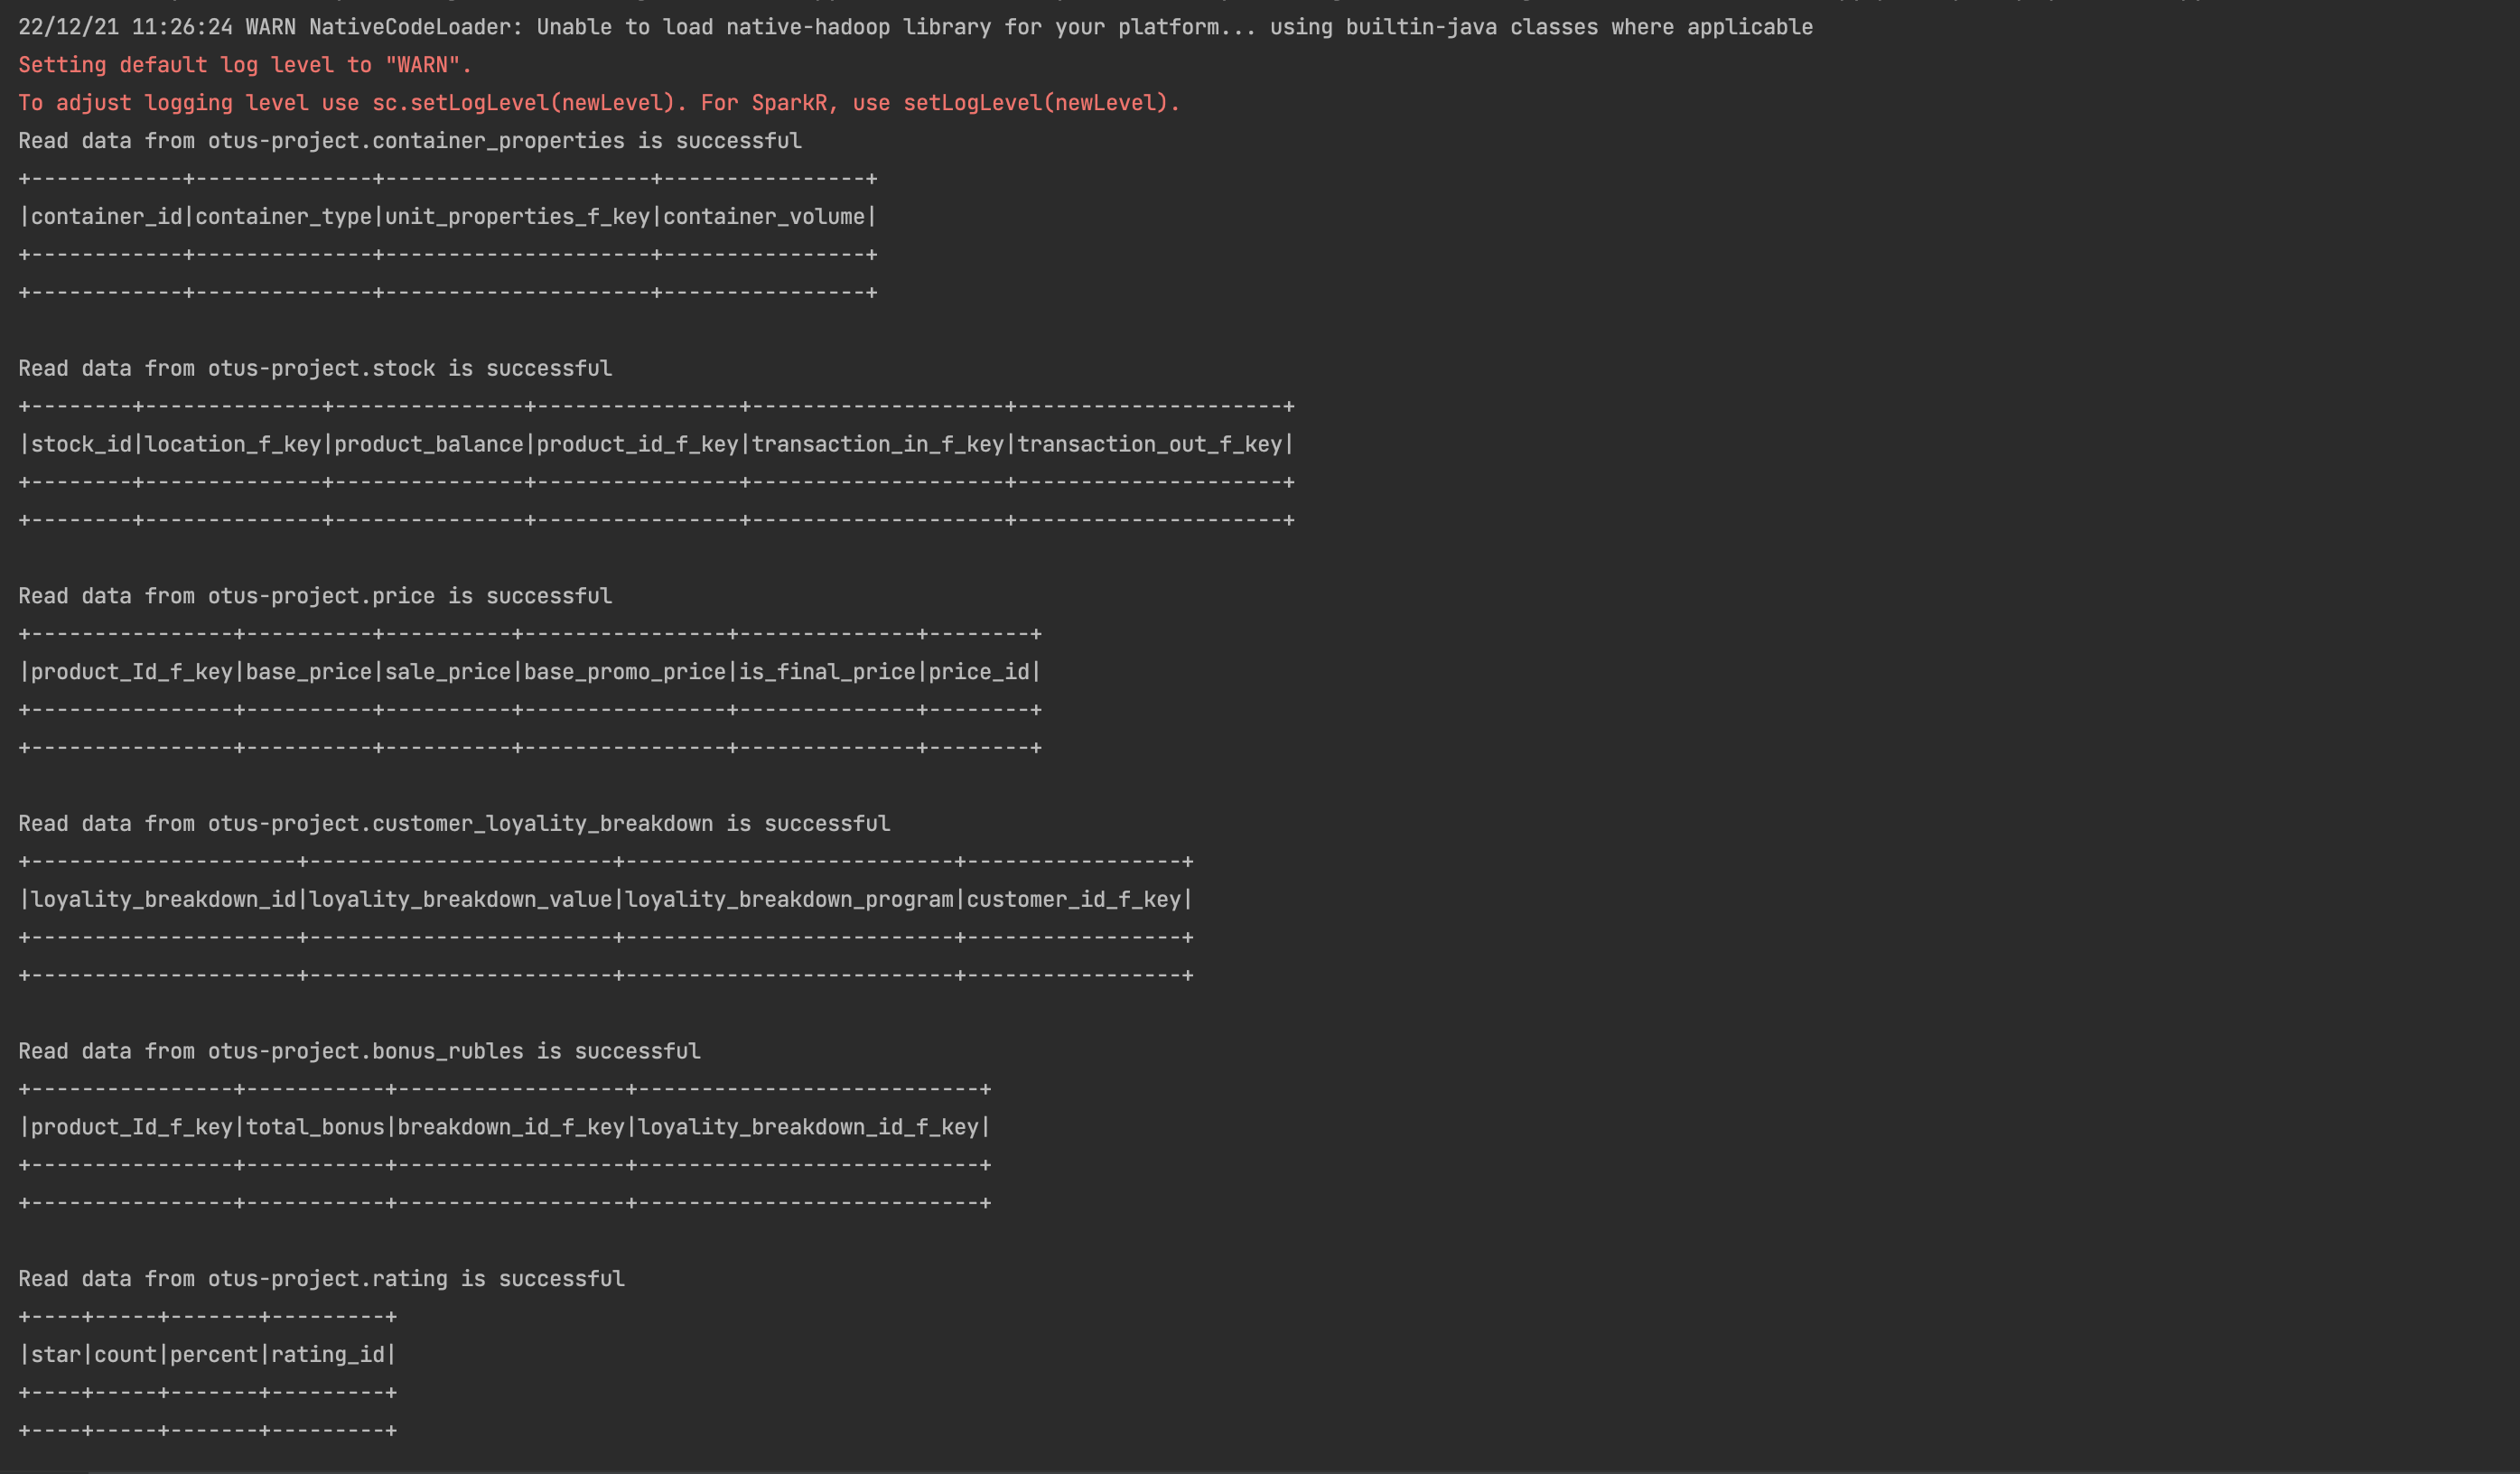 22/12/21 11:26:24 WARN NativeCodeLoader: Unable to load native-hadoop library for your platform... using builtin-java classes where applicable
Setting default log level to "WARN".
To adjust logging level use sc.setLogLevel(newLevel). For SparkR, use setLogLevel(newLevel).
Read data from otus-project.container_properties is successful
+------------+--------------+---------------------+----------------+
|container_id|container_type|unit_properties_f_key|container_volume|
+------------+--------------+---------------------+----------------+
+------------+--------------+---------------------+----------------+

Read data from otus-project.stock is successful
+--------+--------------+---------------+----------------+--------------------+---------------------+
|stock_id|location_f_key|product_balance|product_id_f_key|transaction_in_f_key|transaction_out_f_key|
+--------+--------------+---------------+----------------+--------------------+---------------------+
+--------+--------------+---------------+----------------+--------------------+---------------------+

Read data from otus-project.price is successful
+----------------+----------+----------+----------------+--------------+--------+
|product_Id_f_key|base_price|sale_price|base_promo_price|is_final_price|price_id|
+----------------+----------+----------+----------------+--------------+--------+
+----------------+----------+----------+----------------+--------------+--------+

Read data from otus-project.customer_loyality_breakdown is successful
+---------------------+------------------------+--------------------------+-----------------+
|loyality_breakdown_id|loyality_breakdown_value|loyality_breakdown_program|customer_id_f_key|
+---------------------+------------------------+--------------------------+-----------------+
+---------------------+------------------------+--------------------------+-----------------+

Read data from otus-project.bonus_rubles is successful
+----------------+-----------+------------------+---------------------------+
|product_Id_f_key|total_bonus|breakdown_id_f_key|loyality_breakdown_id_f_key|
+----------------+-----------+------------------+---------------------------+
+----------------+-----------+------------------+---------------------------+

Read data from otus-project.rating is successful
+----+-----+-------+---------+
|star|count|percent|rating_id|
+----+-----+-------+---------+
+----+-----+-------+---------+